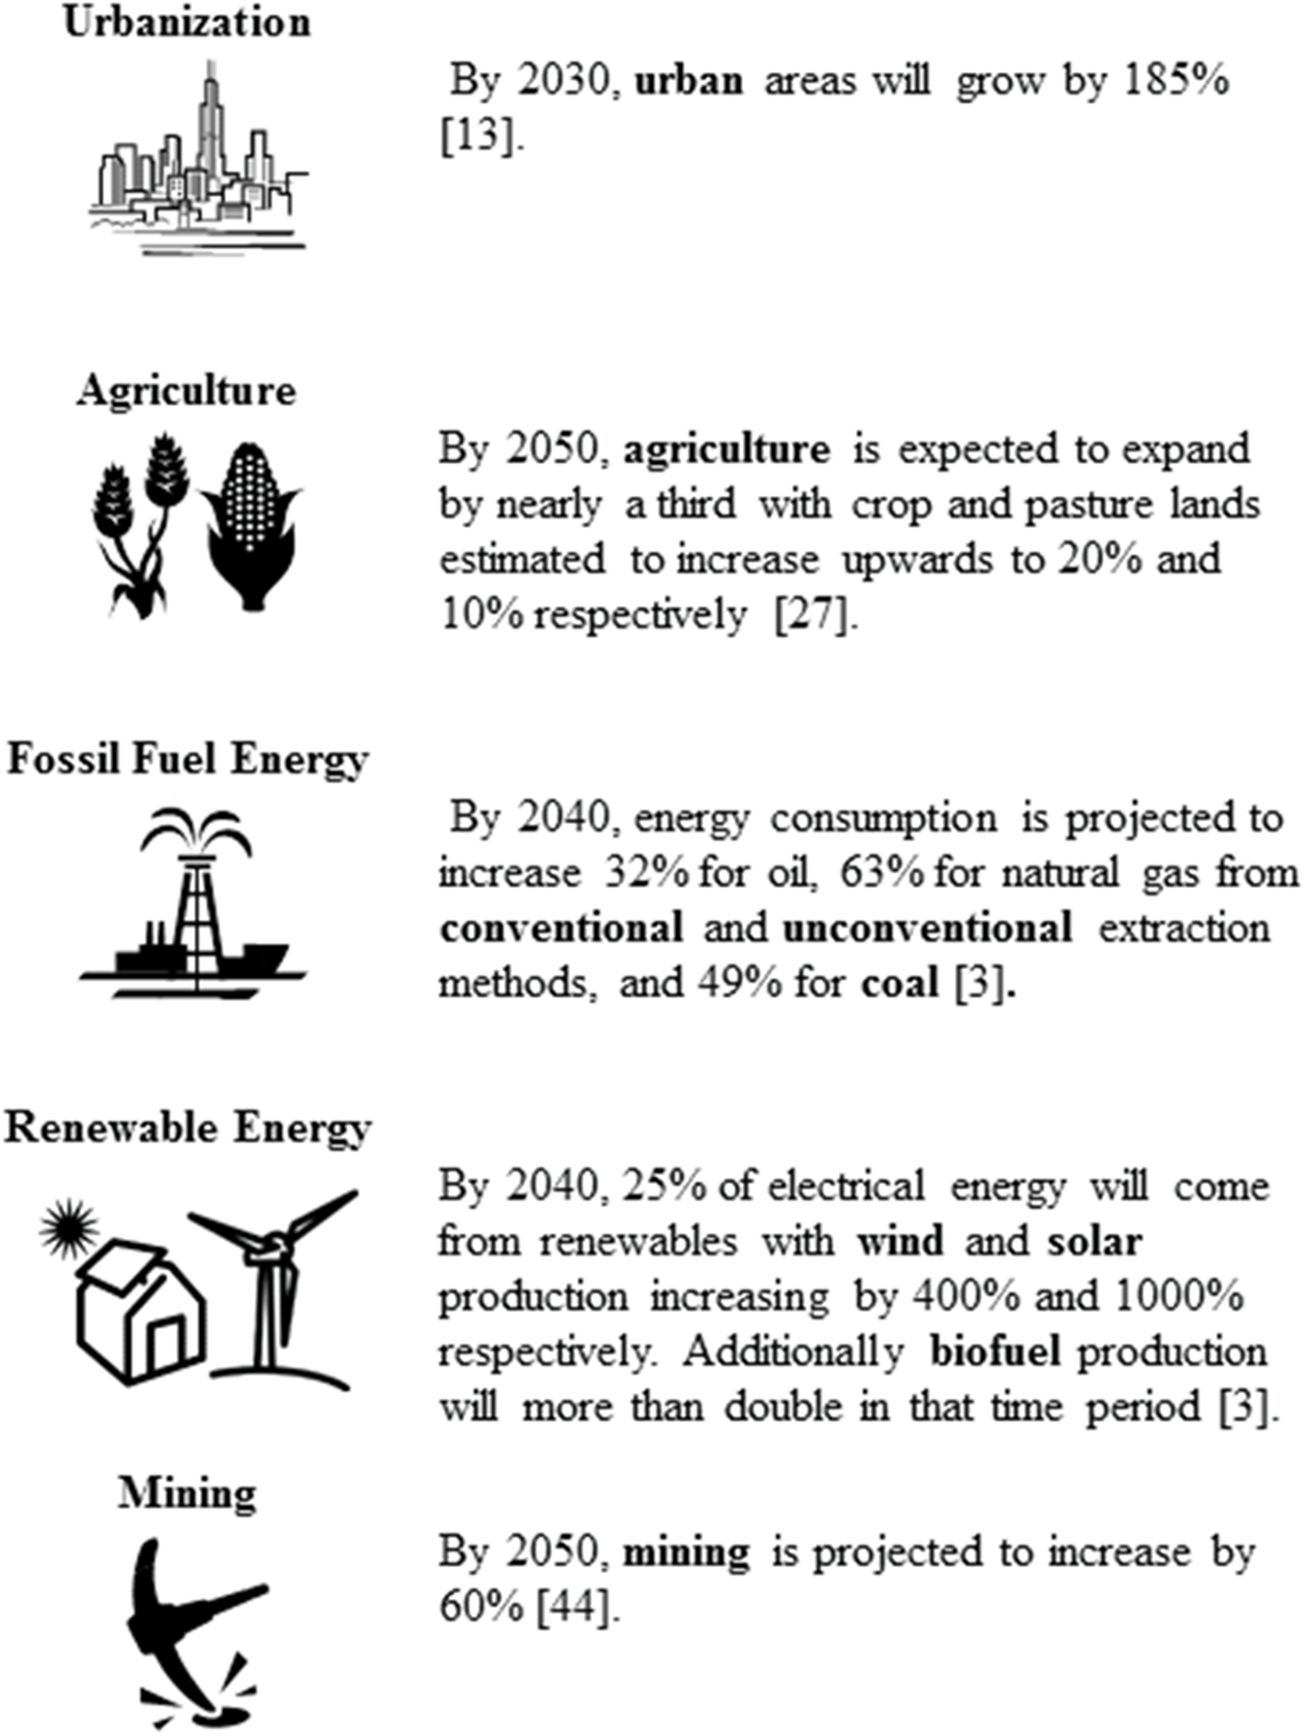 Urbanization
By 2030, urban areas will grow by 185%
[13].
Agriculture
By 2050, agriculture is expected to expand
by nearly a third with crop and pasture lands
estimated to increase upwards to 20% and
10% respectively [27].
Fossil Fuel Energy
By 2040, energy consumption is projected to
increase 32% for oil, 63% for natural gas from
conventional and unconventional extraction
methods, and 49% for coal [3].
Renewable Energy
By 2040, 25% of electrical energy will come
from renewables with wind and solar
production increasing by 400% and 1000%
respectively. Additionally biofuel production
will more than double in that time period [3].
Mining
By 2050, mining is projected to increase by
60% [44].